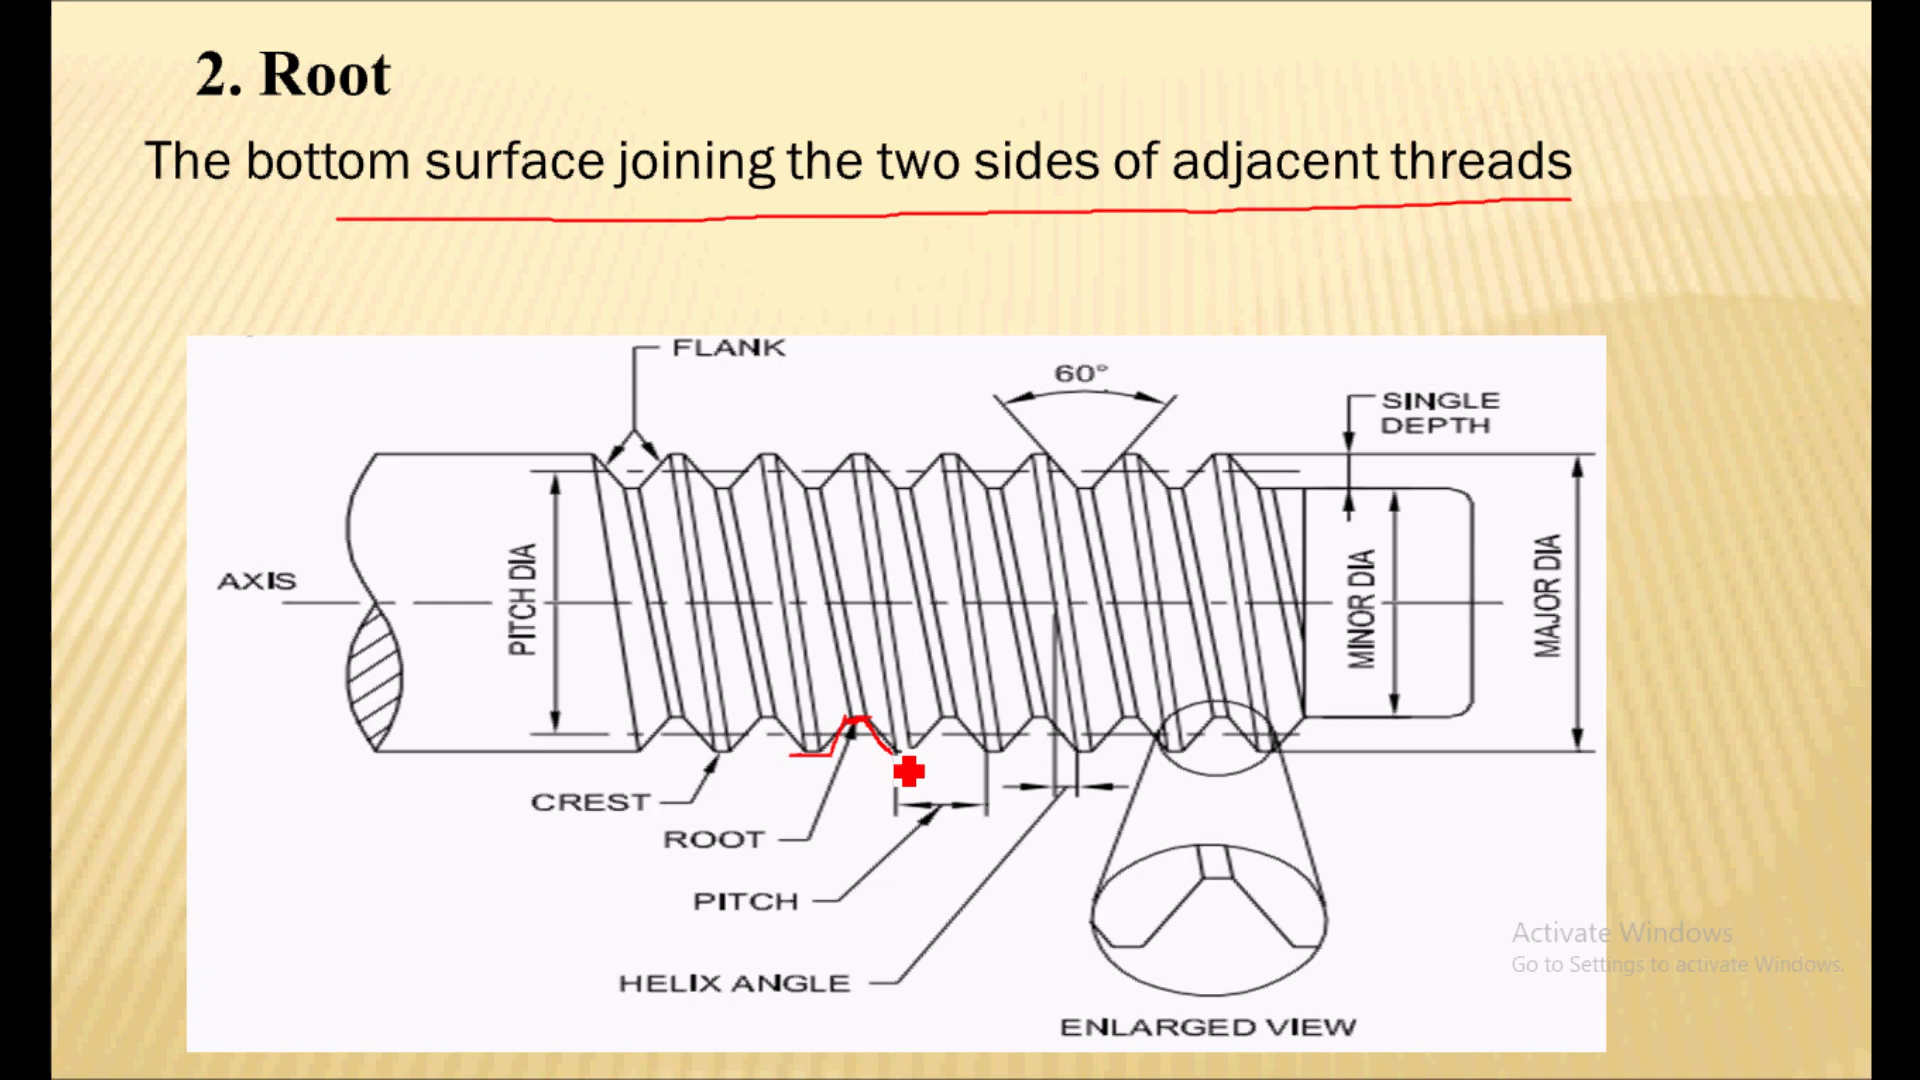 2. Root
The bottom surface joining the two sides of adjacent threads
FLANK
60°
SINGLE
DEPTH
AXIS
PITCH DIA
MINOR DIA
MAJOR DIA
CREST
ROOT
PITCH
HELIX ANGLE
ENLARGED VIEW
Activate Windows
Go to Settings to activate Windows.